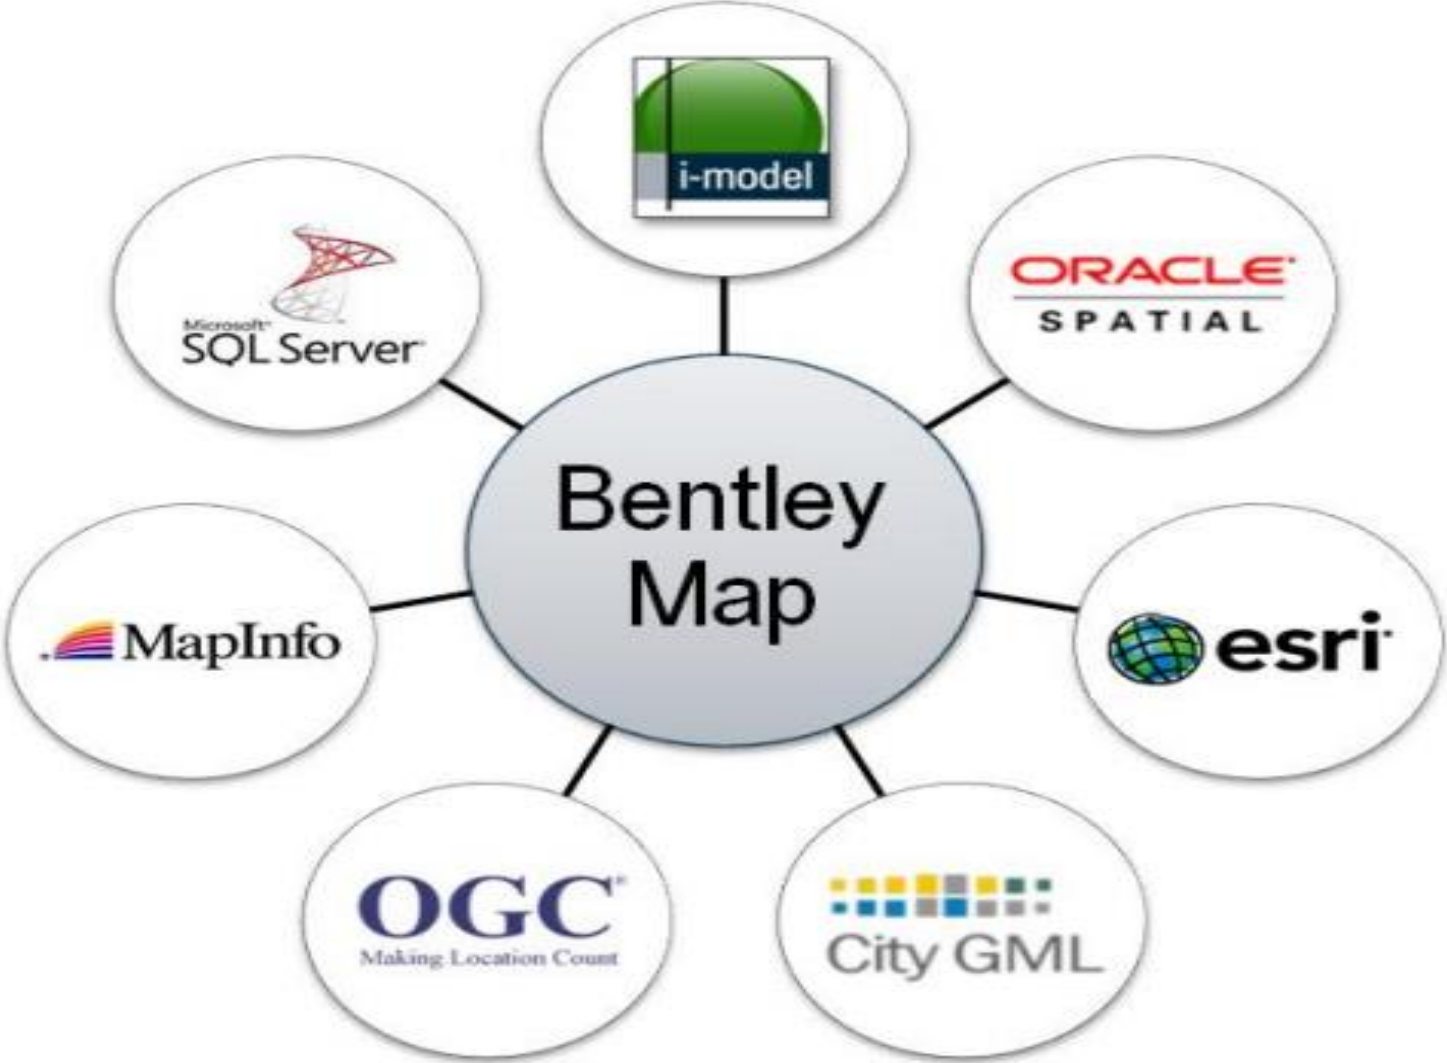 i-model
ORACLE
SPATIAL
Microsoft
SQL Server
Bentley
Map
MapInfo
esri
OGC
Making Location Count
City GML